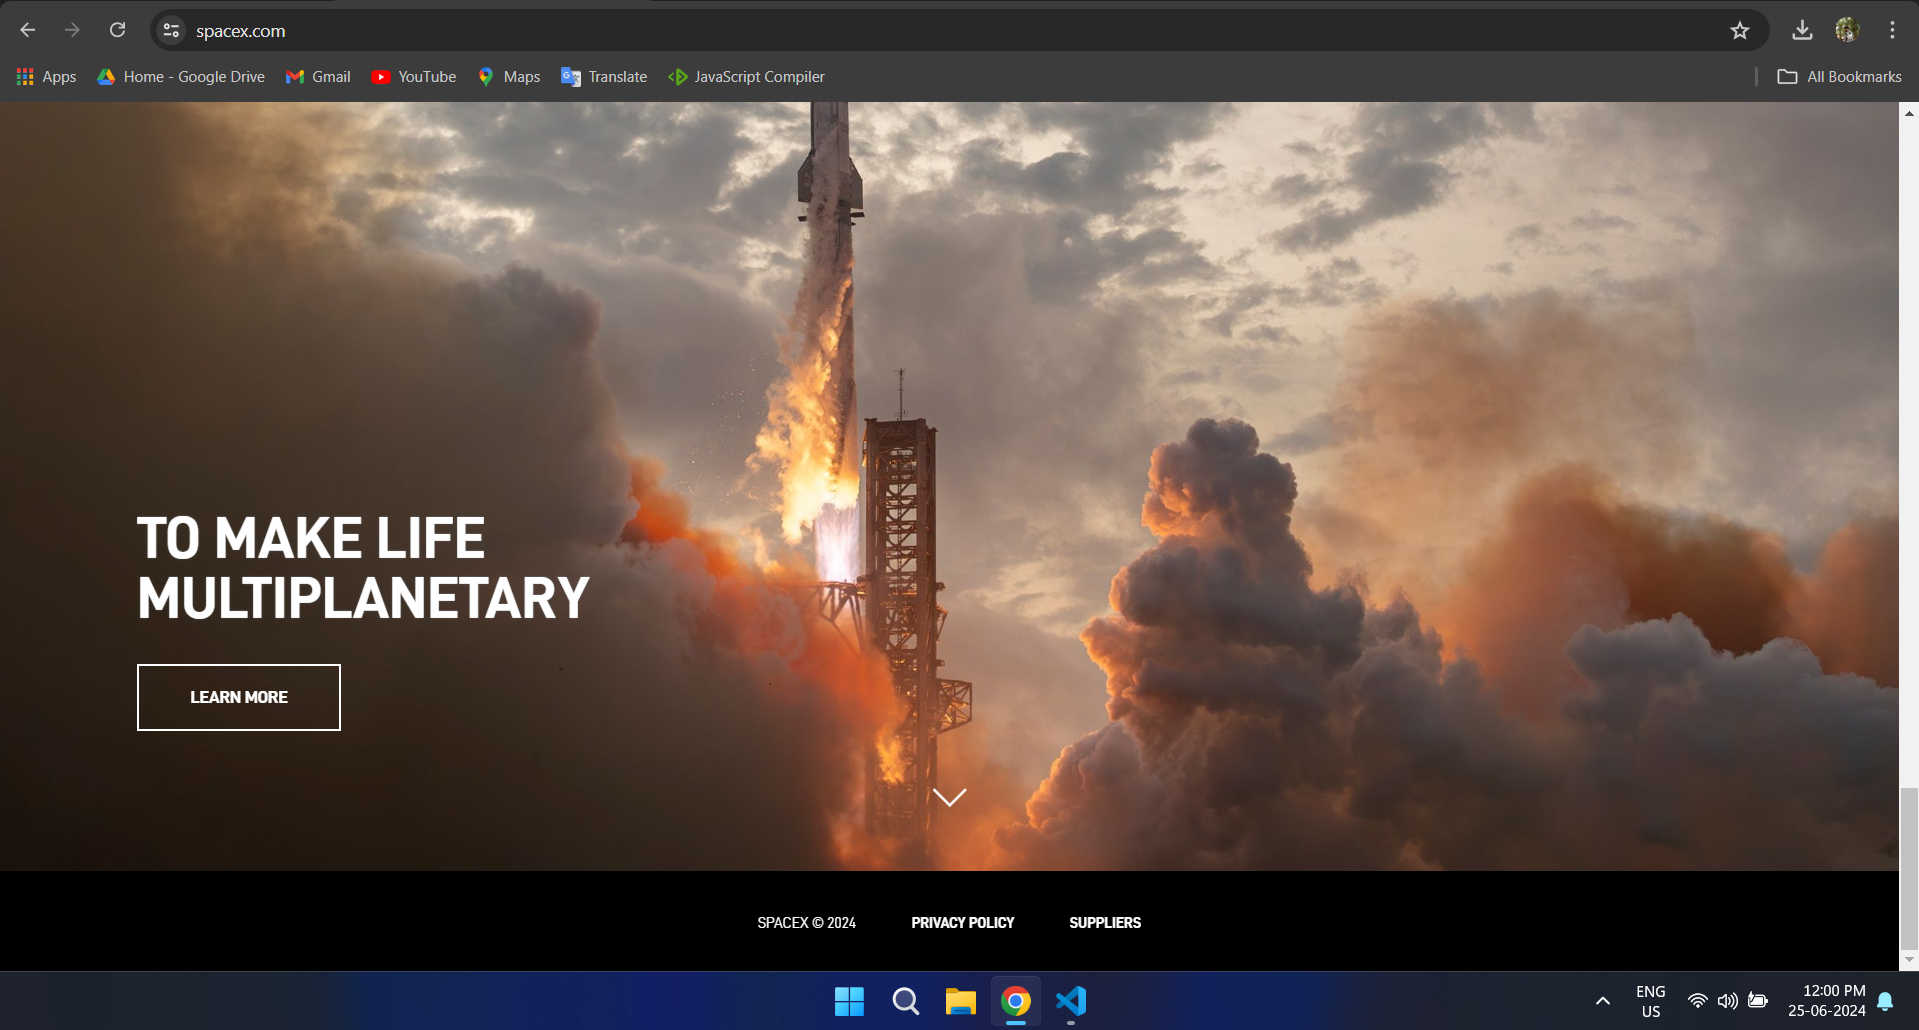 spacex.com
Apps
Home - Google Drive
Gmail
YouTube
Maps
Translate
JavaScript Compiler
All Bookmarks
TO MAKE LIFE
MULTIPLANETARY
LEARN MORE
SPACEX © 2024
PRIVACY POLICY
SUPPLIERS
ENG
US
12:00 PM
25-06-2024